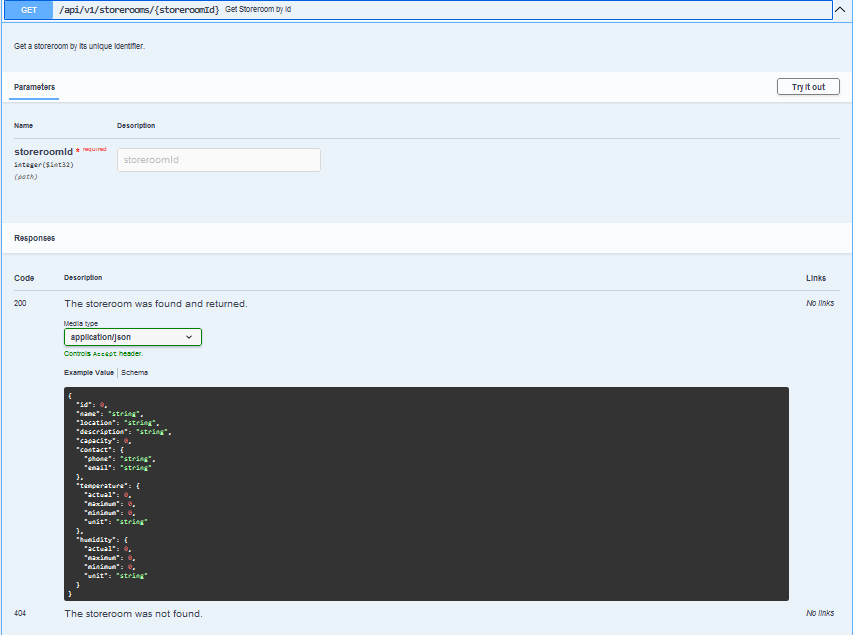 GET /api/v1/storerooms/{storeroomId} Get Storeroom by id
Get a storeroom by its unique identifier.
Parameters
Try it out
Name Description
storeroomId * required
integer($int32)
(path)
storeroomId
Responses
Code Description Links
200 The storeroom was found and returned. No links
Media type
application/json
Controls Accept header.
Example Value | Schema
{
"id": 0,
"name": "string",
"location": "string",
"description": "string",
"capacity": 0,
"contact": {
"phone": "string",
"email": "string"
},
"temperature": {
"actual": 0,
"maximum": 0,
"minimum": 0,
"unit": "string"
},
"humidity": {
"actual": 0,
"maximum": 0,
"minimum": 0,
"unit": "string"
}
}
404 The storeroom was not found. No links